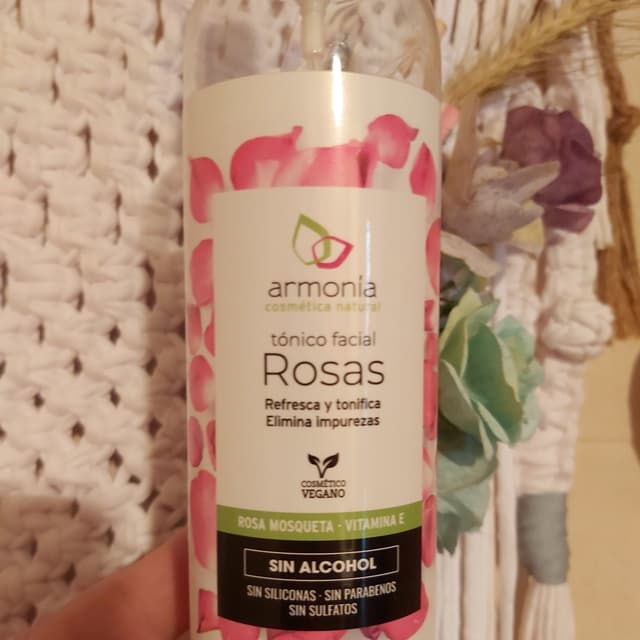 armonía
cosmética natural
tónico facial
Rosas
Refresca y tonifica
Elimina impurezas
COSMÉTICO
VEGANO
ROSA MOSQUETA - VITAMINA E
SIN ALCOHOL
SIN SILICONAS · SIN PARABENOS
SIN SULFATOS